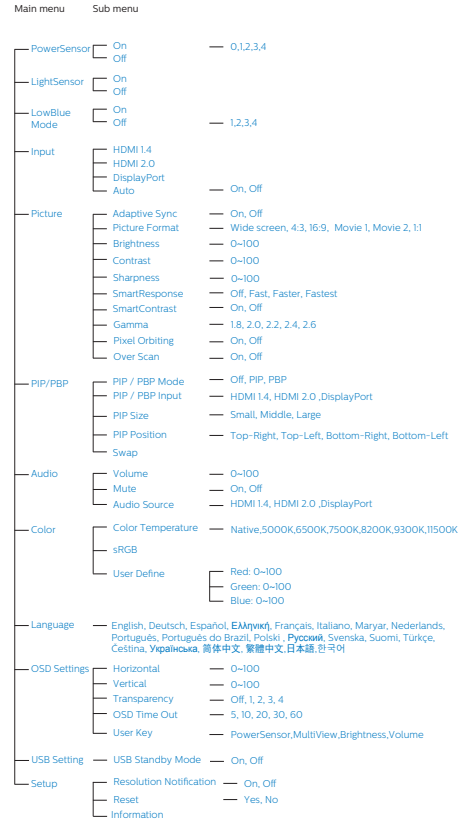 Main menu Sub menu
PowerSensor On 0,1,2,3,4
Off
LightSensor On
Off
LowBlue On
Mode Off 1,2,3,4
Input HDMI 1.4
HDMI 2.0
DisplayPort
Auto On, Off
Picture Adaptive Sync On, Off
Picture Format Wide screen, 4:3, 16:9, Movie 1, Movie 2, 1:1
Brightness 0~100
Contrast 0~100
Sharpness 0~100
SmartResponse Off, Fast, Faster, Fastest
SmartContrast On, Off
Gamma 1.8, 2.0, 2.2, 2.4, 2.6
Pixel Orbiting On, Off
Over Scan On, Off
PIP/PBP PIP / PBP Mode Off, PIP, PBP
PIP / PBP Input HDMI 1.4, HDMI 2.0 ,DisplayPort
PIP Size Small, Middle, Large
PIP Position Top-Right, Top-Left, Bottom-Right, Bottom-Left
Swap
Audio Volume 0~100
Mute On, Off
Audio Source HDMI 1.4, HDMI 2.0 ,DisplayPort
Color Color Temperature Native,5000K,6500K,7500K,8200K,9300K,11500K
sRGB
User Define Red: 0~100
Green: 0~100
Blue: 0~100
Language English, Deutsch, Español, Ελληνική, Français, Italiano, Maryar, Nederlands,
Português, Português do Brazil, Polski , Русский, Svenska, Suomi, Türkçe,
Čeština, Українська, 简体中文, 繁體中文,日本語,한국어
OSD Settings Horizontal 0~100
Vertical 0~100
Transparency Off, 1, 2, 3, 4
OSD Time Out 5, 10, 20, 30, 60
User Key PowerSensor,MultiView,Brightness,Volume
USB Setting USB Standby Mode On, Off
Setup Resolution Notification On, Off
Reset Yes, No
Information